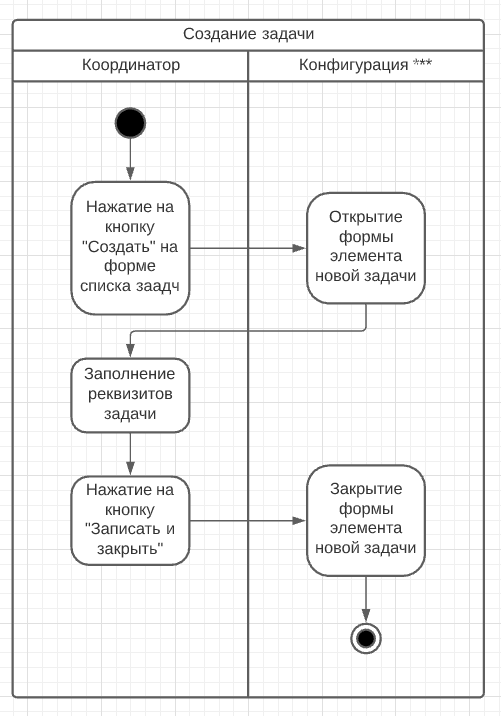 Создание задачи
Координатор
Конфигурация ***
Нажатие на
кнопку
"Создать" на
форме
списка заадч
Открытие
формы
элемента
новой задачи
Заполнение
реквизитов
задачи
Нажатие на
кнопку
"Записать и
закрыть"
Закрытие
формы
элемента
новой задачи